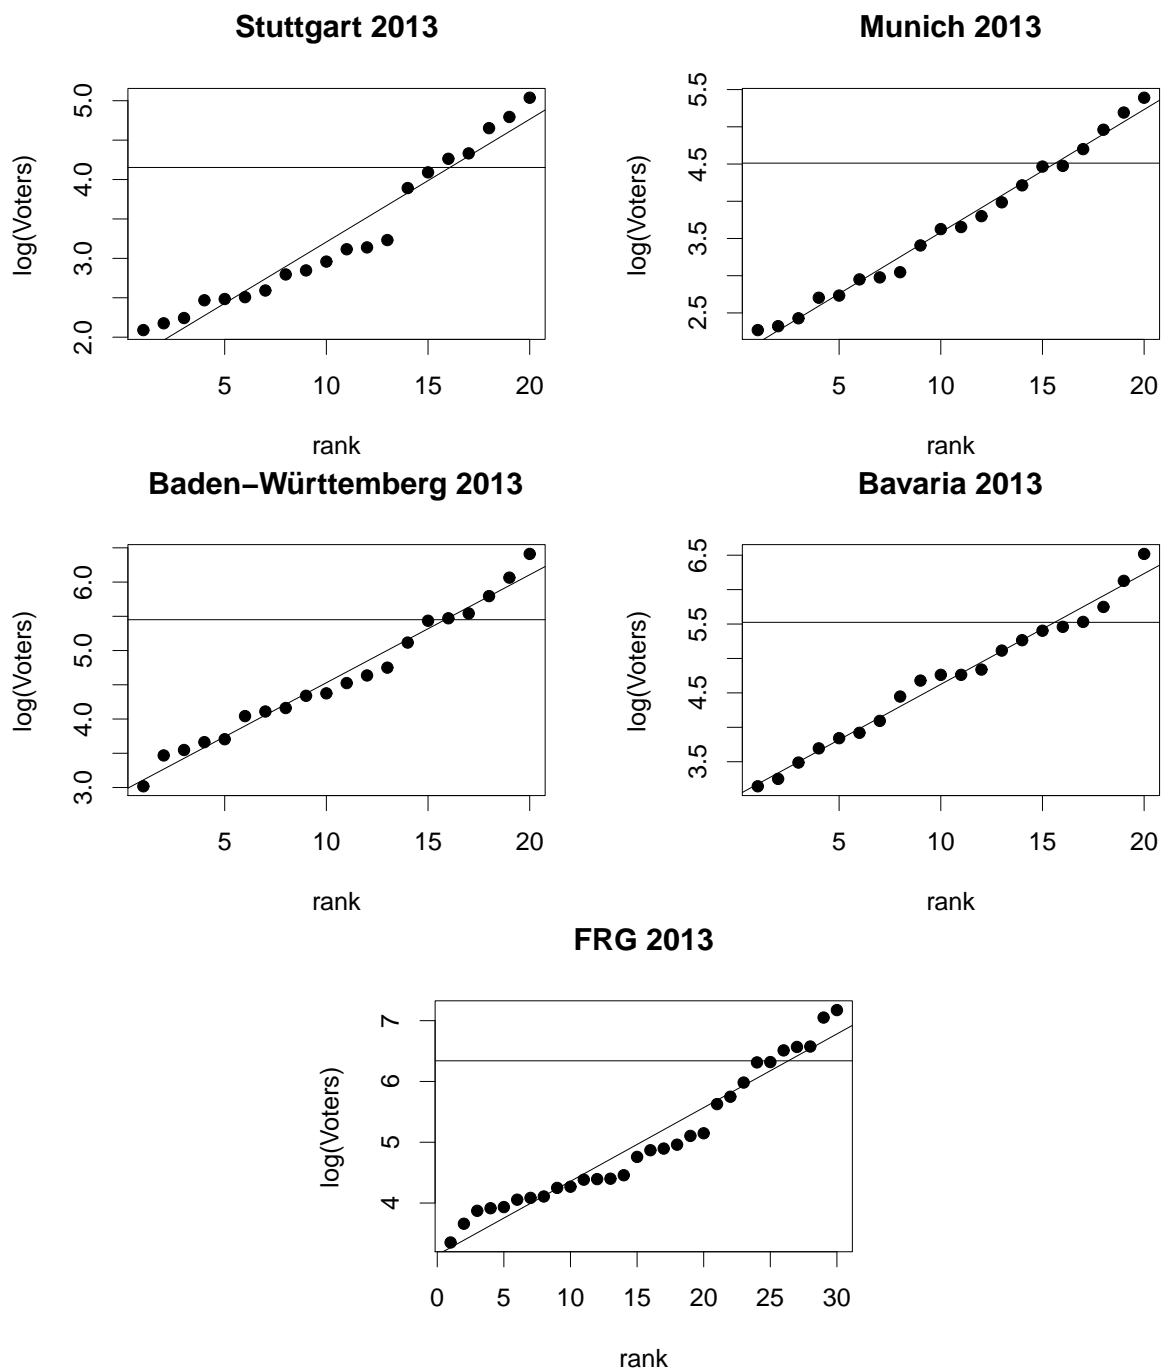 Stuttgart 2013
Munich 2013
log(Voters)
2.0 3.0 4.0 5.0
5 10 15 20
rank
log(Voters)
2.5 3.5 4.5 5.5
5 10 15 20
rank
Baden−Württemberg 2013
Bavaria 2013
log(Voters)
3.0 4.0 5.0 6.0
5 10 15 20
rank
log(Voters)
3.5 4.5 5.5 6.5
5 10 15 20
rank
FRG 2013
log(Voters)
4 5 6 7
0 5 10 15 20 25 30
rank